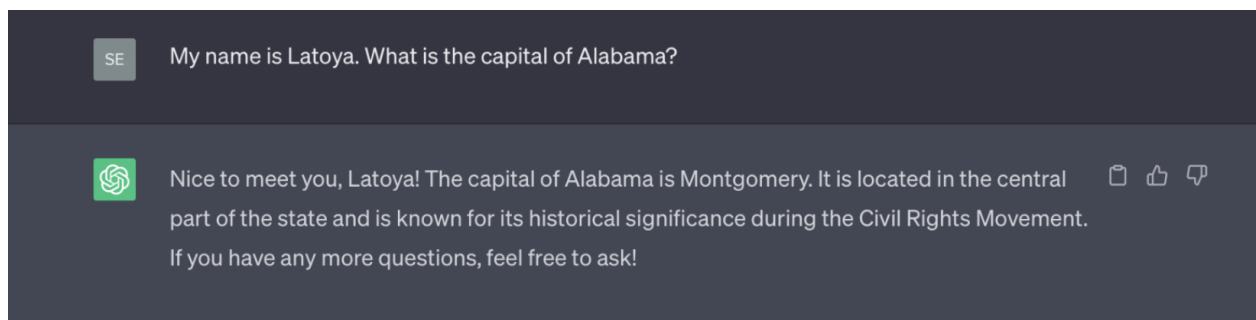 SE
My name is Latoya. What is the capital of Alabama?
Nice to meet you, Latoya! The capital of Alabama is Montgomery. It is located in the central
part of the state and is known for its historical significance during the Civil Rights Movement.
If you have any more questions, feel free to ask!